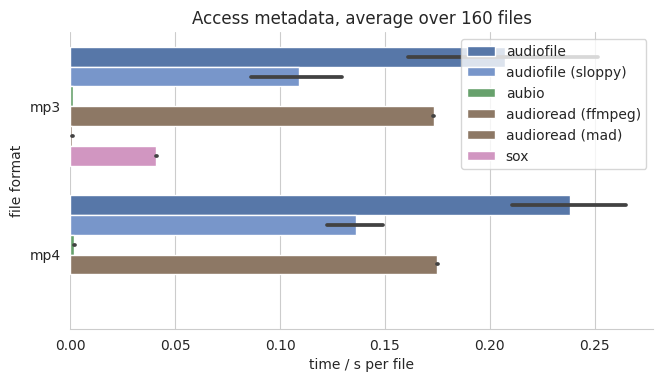 Access metadata, average over 160 files
audiofile
audiofile (sloppy)
aubio
audioread (ffmpeg)
audioread (mad)
sox
file format
mp3
mp4
0.00 0.05 0.10 0.15 0.20 0.25
time / s per file